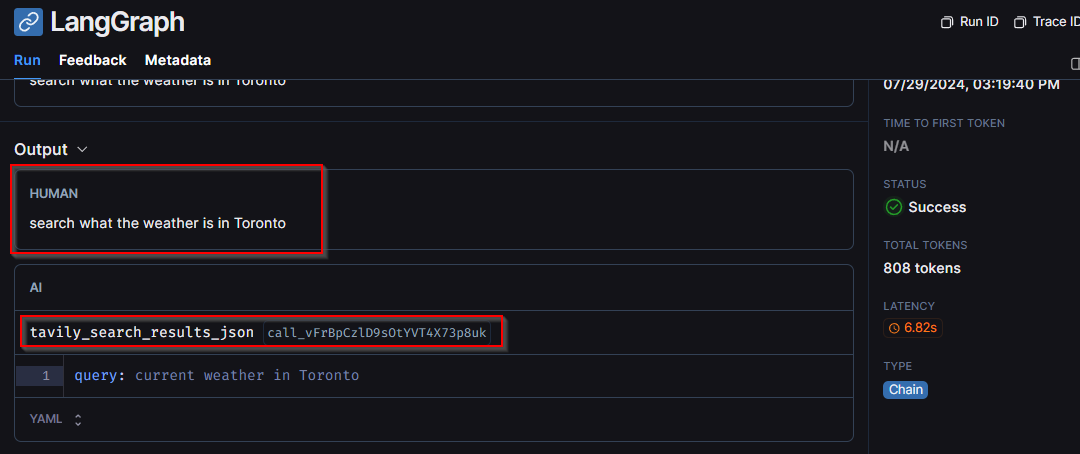 LangGraph
Run ID
Trace ID
Run Feedback Metadata
search what the weather is in Toronto
07/29/2024, 03:19:40 PM
Output
HUMAN
search what the weather is in Toronto
AI
tavily_search_results_json call_vFrBpCzlD9sOtYVT4X73p8uk
1 query: current weather in Toronto
YAML
TIME TO FIRST TOKEN
N/A
STATUS
Success
TOTAL TOKENS
808 tokens
LATENCY
6.82s
TYPE
Chain